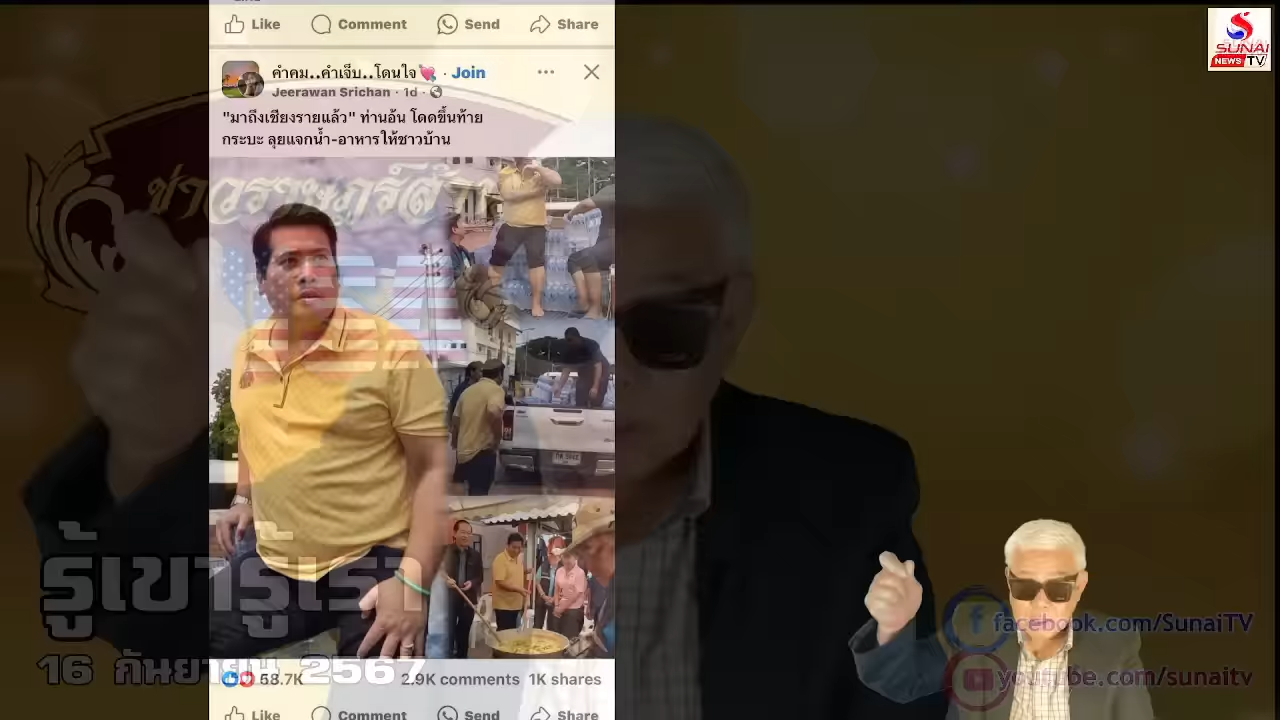 Like Comment Send Share
SUNAI
NEWS TV
คำคม..คำเจ็บ..โดนใจ💘 · Join
Jeerawan Srichan · 1d ·
"มาถึงเชียงรายแล้ว" ท่านอ้น โดดขึ้นท้าย
กระบะ ลุยแจกน้ำ-อาหารให้ชาวบ้าน
USA
รู้เขารู้เรา
facebook.com/SunaiTV
16 กันยายน 2567
58.7K 2.9K comments 1K shares
youtube.com/sunaitv
Like Comment Send Share